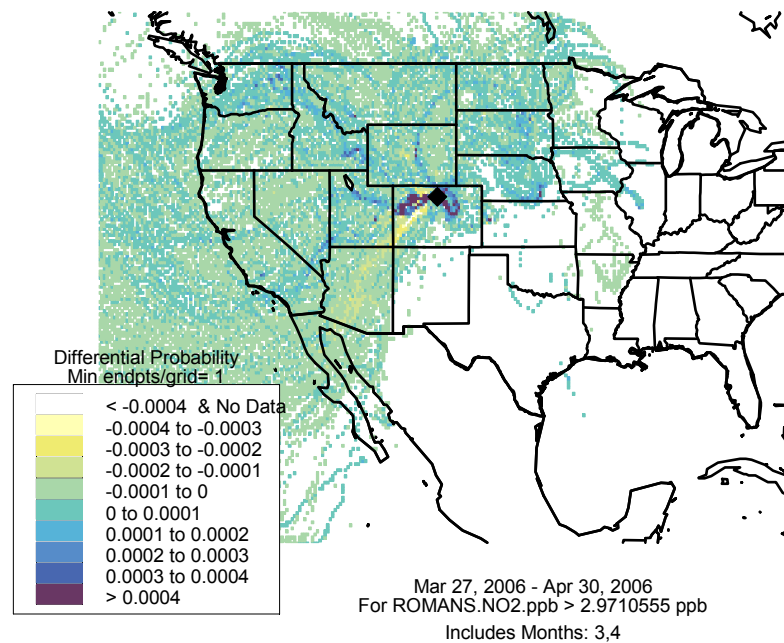 Differential Probability
Min endpts/grid= 1
< -0.0004 & No Data
-0.0004 to -0.0003
-0.0003 to -0.0002
-0.0002 to -0.0001
-0.0001 to 0
0 to 0.0001
0.0001 to 0.0002
0.0002 to 0.0003
0.0003 to 0.0004
> 0.0004
Mar 27, 2006 - Apr 30, 2006
For ROMANS.NO2.ppb > 2.9710555 ppb
Includes Months: 3,4